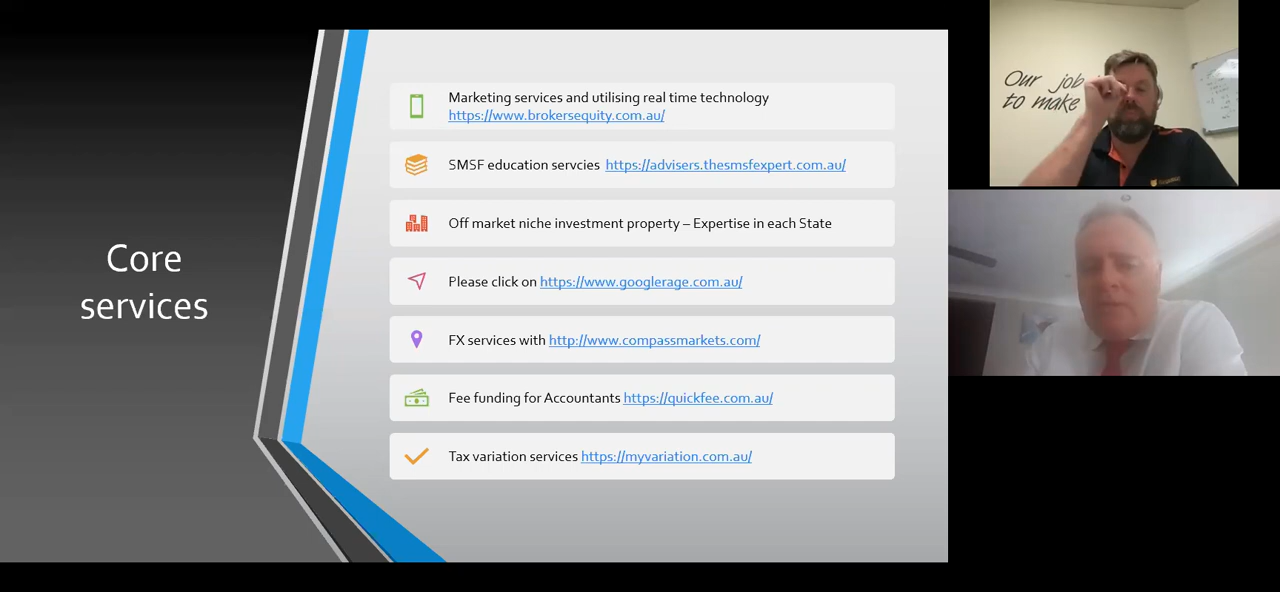 Core
services
Marketing services and utilising real time technology
https://www.brokersequity.com.au/
SMSF education servcies https://advisers.thesmsfexpert.com.au/
Off market niche investment property – Expertise in each State
Please click on https://www.googlerage.com.au/
FX services with http://www.compassmarkets.com/
Fee funding for Accountants https://quickfee.com.au/
Tax variation services https://myvariation.com.au/
Our job
to make